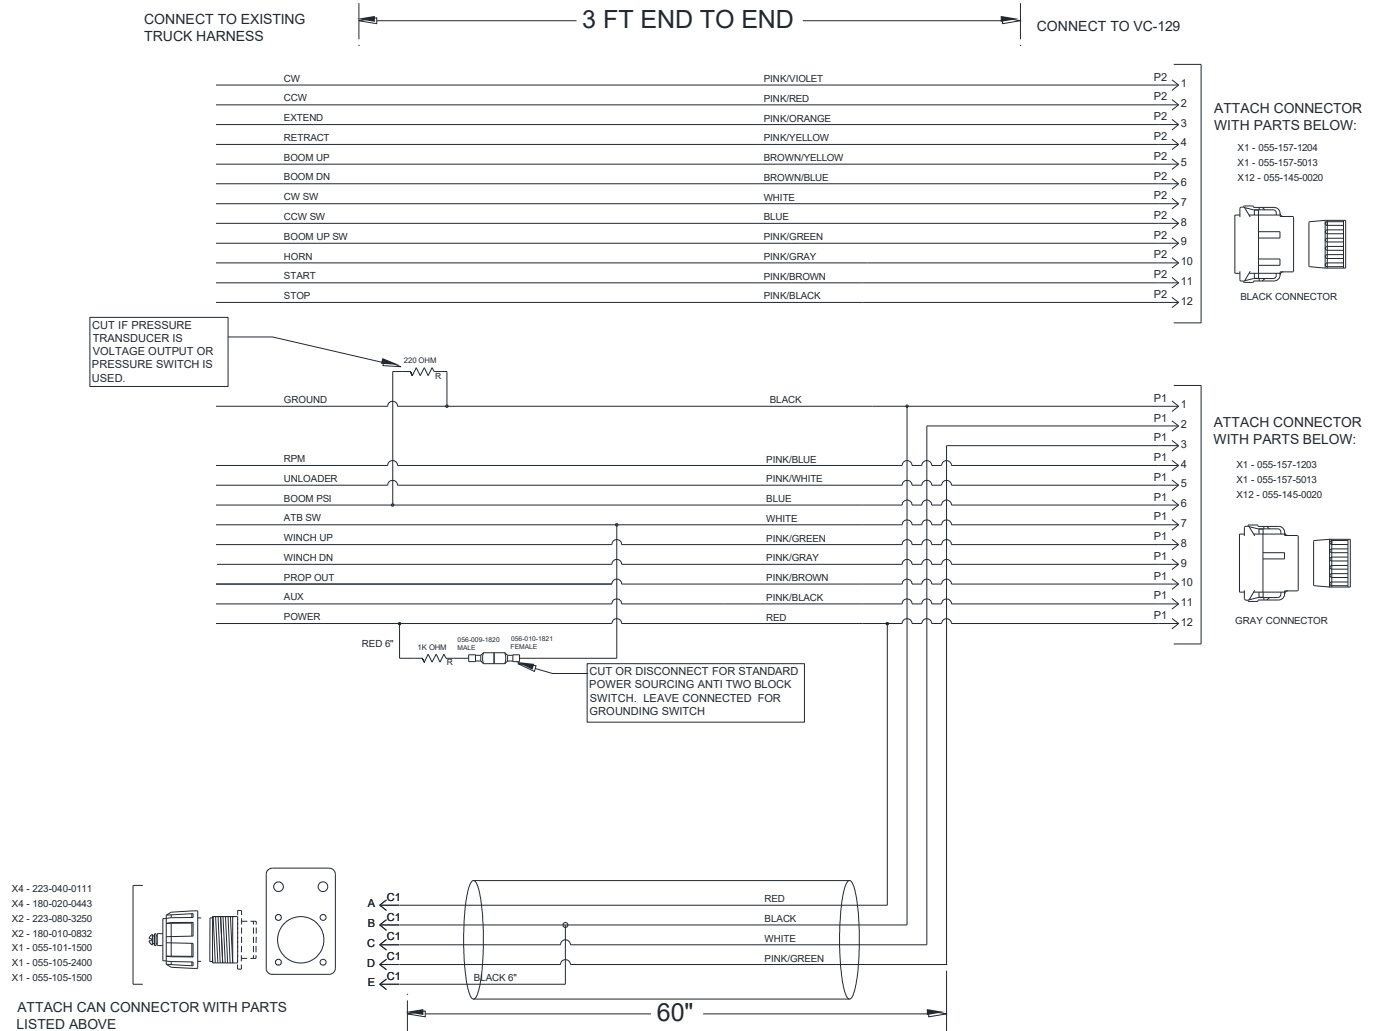 CONNECT TO EXISTING
TRUCK HARNESS
3 FT END TO END
CONNECT TO VC-129
CW PINK/VIOLET P2 1
CCW PINK/RED P2 2
EXTEND PINK/ORANGE P2 3
RETRACT PINK/YELLOW P2 4
BOOM UP BROWN/YELLOW P2 5
BOOM DN BROWN/BLUE P2 6
CW SW WHITE P2 7
CCW SW BLUE P2 8
BOOM UP SW PINK/GREEN P2 9
HORN PINK/GRAY P2 10
START PINK/BROWN P2 11
STOP PINK/BLACK P2 12
ATTACH CONNECTOR
WITH PARTS BELOW:
X1 - 055-157-1204
X1 - 055-157-5013
X12 - 055-145-0020
BLACK CONNECTOR
CUT IF PRESSURE
TRANSDUCER IS
VOLTAGE OUTPUT OR
PRESSURE SWITCH IS
USED.
220 OHM
R
GROUND BLACK P1 1
P1 2
P1 3
RPM PINK/BLUE P1 4
UNLOADER PINK/WHITE P1 5
BOOM PSI BLUE P1 6
ATB SW WHITE P1 7
WINCH UP PINK/GREEN P1 8
WINCH DN PINK/GRAY P1 9
PROP OUT PINK/BROWN P1 10
AUX PINK/BLACK P1 11
POWER RED P1 12
ATTACH CONNECTOR
WITH PARTS BELOW:
X1 - 055-157-1203
X1 - 055-157-5013
X12 - 055-145-0020
GRAY CONNECTOR
RED 6"
1K OHM
R
056-009-1820
MALE
056-010-1821
FEMALE
CUT OR DISCONNECT FOR STANDARD
POWER SOURCING ANTI TWO BLOCK
SWITCH. LEAVE CONNECTED FOR
GROUNDING SWITCH
X4 - 223-040-0111
X4 - 180-020-0443
X2 - 223-080-3250
X2 - 180-010-0832
X1 - 055-101-1500
X1 - 055-105-2400
X1 - 055-105-1500
ATTACH CAN CONNECTOR WITH PARTS
LISTED ABOVE
A C1 RED
B C1 BLACK
C C1 WHITE
D C1 PINK/GREEN
E C1 BLACK 6"
60"